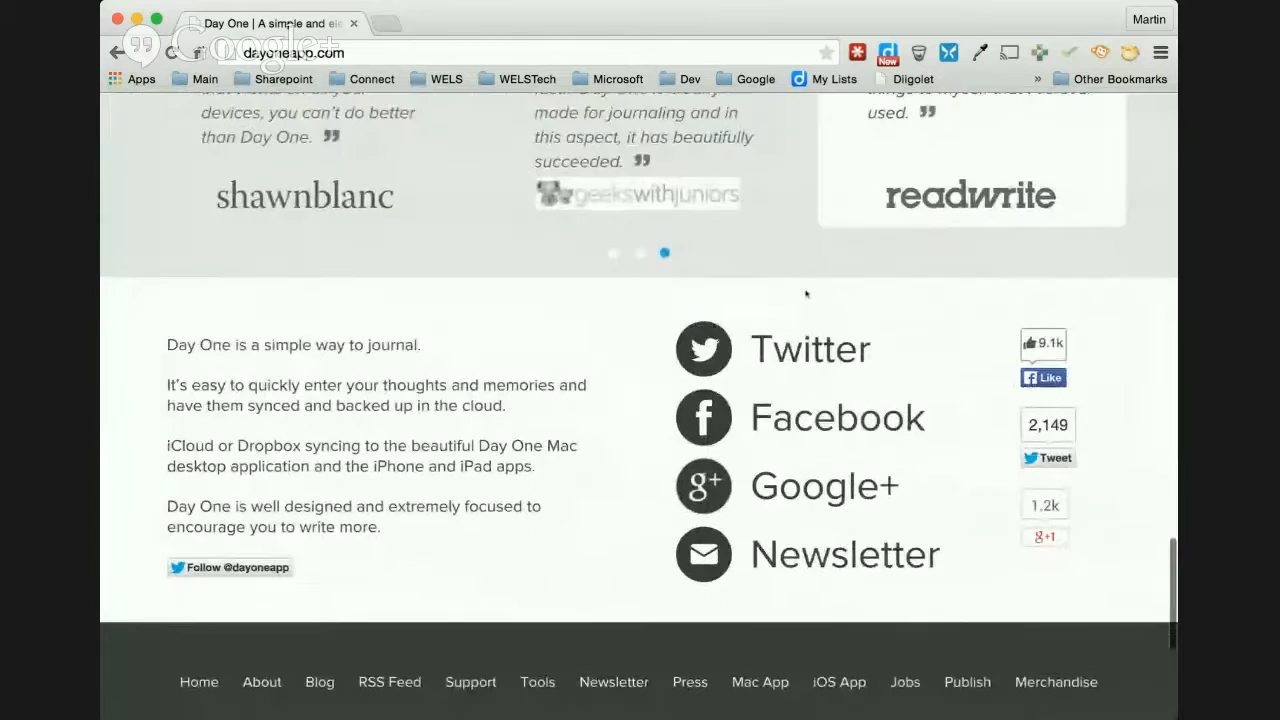 Day One | A simple and ele
Martin
Google+
dayoneapp.com
New
Apps Main Sharepoint Connect WELS WELSTech Microsoft Dev Google My Lists Diigolet » Other Bookmarks
devices, you can't do better
than Day One. ”
made for journaling and in
this aspect, it has beautifully
succeeded. ”
used. ”
shawnblanc
geekswithjuniors
readwrite
Day One is a simple way to journal.
It's easy to quickly enter your thoughts and memories and
have them synced and backed up in the cloud.
iCloud or Dropbox syncing to the beautiful Day One Mac
desktop application and the iPhone and iPad apps.
Day One is well designed and extremely focused to
encourage you to write more.
Follow @dayoneapp
Twitter
Facebook
Google+
Newsletter
9.1k
Like
2,149
Tweet
1.2k
g+1
Home About Blog RSS Feed Support Tools Newsletter Press Mac App iOS App Jobs Publish Merchandise